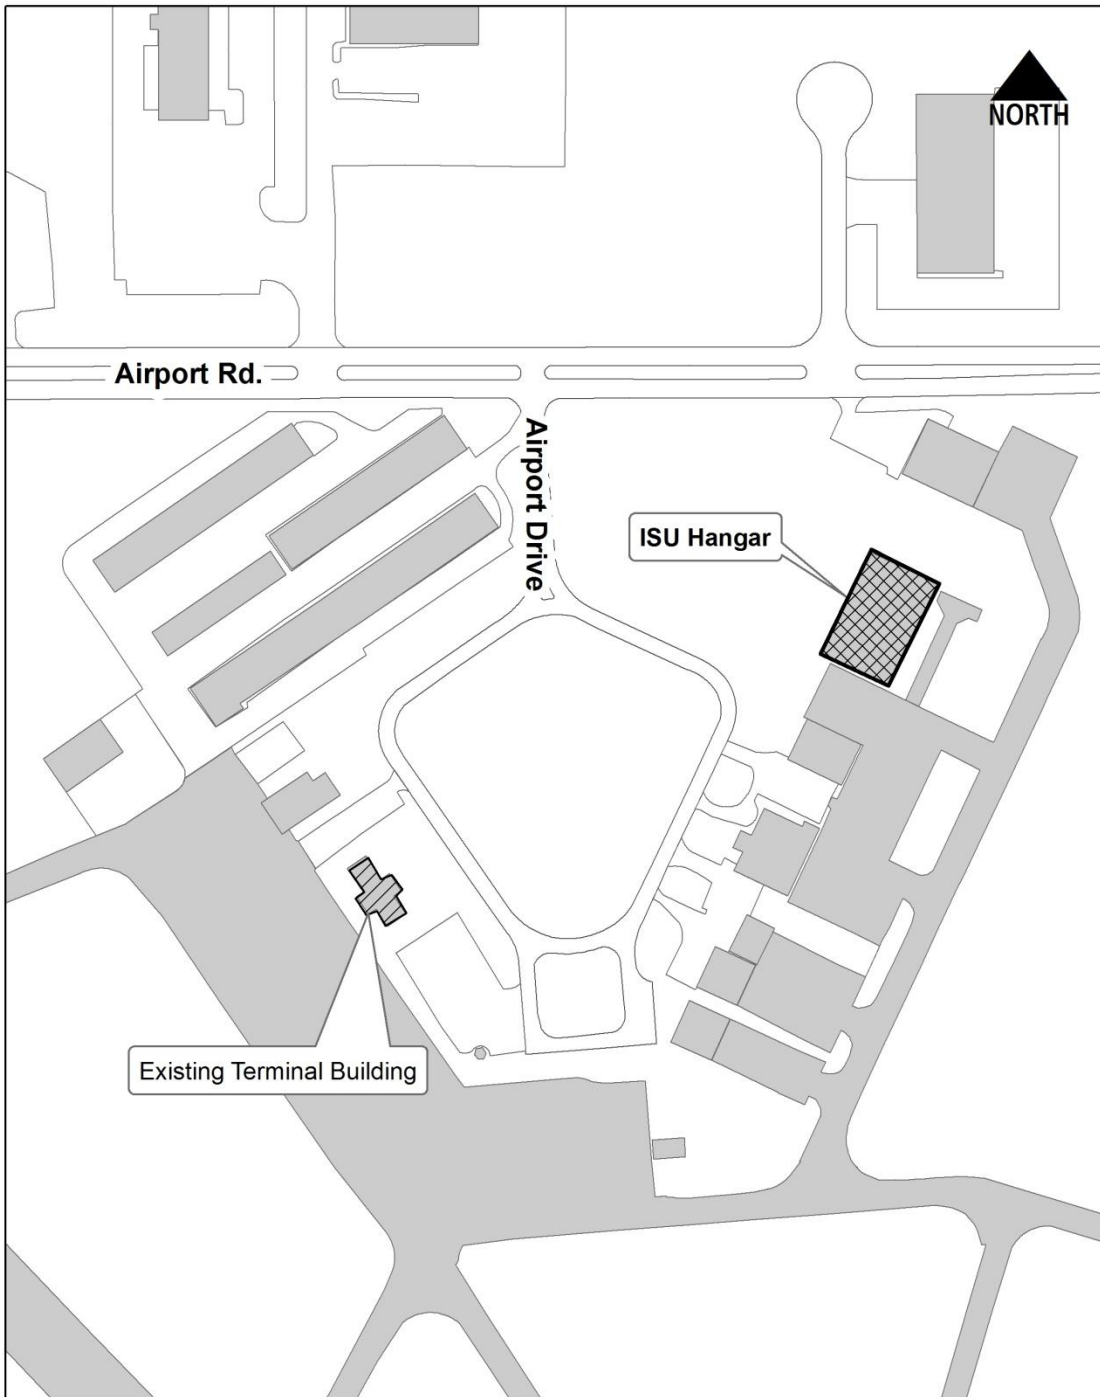 NORTH
Airport Rd.
Airport Drive
ISU Hangar
Existing Terminal Building